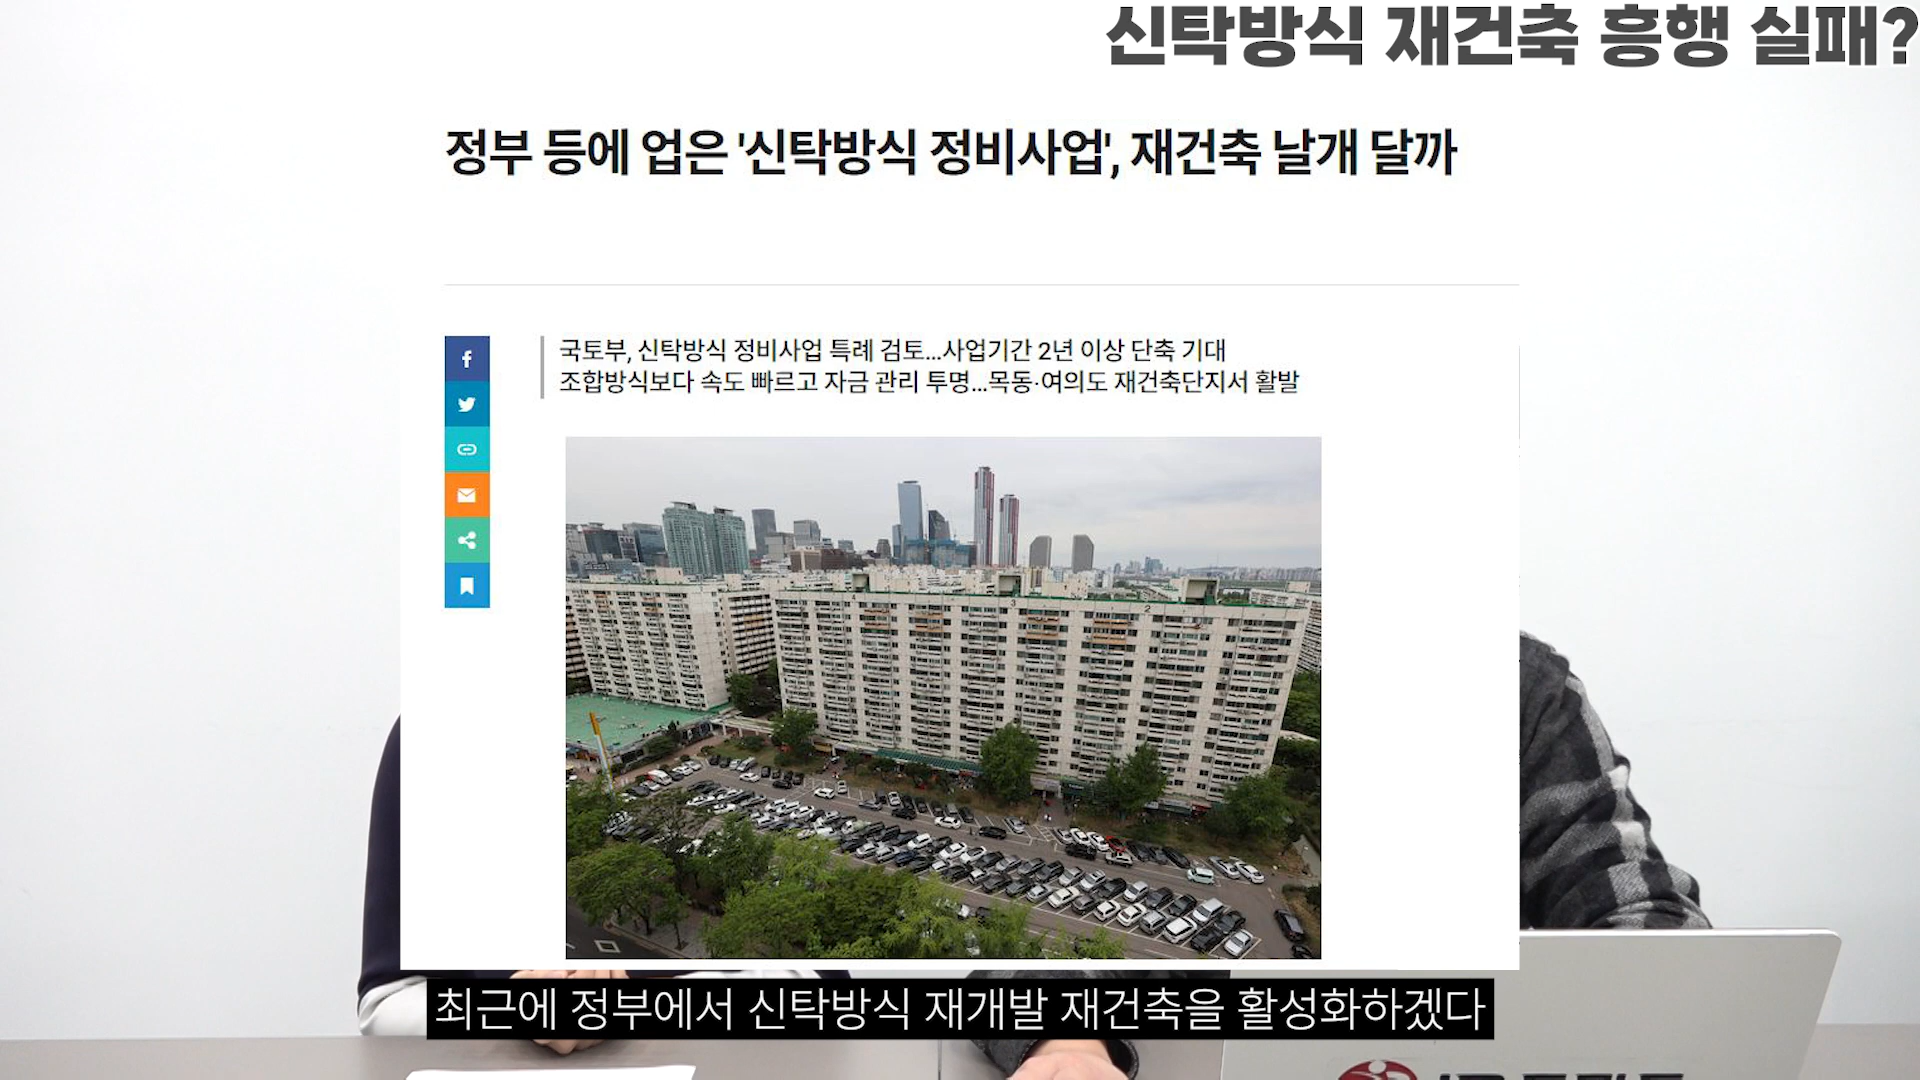 신탁방식 재건축 흥행 실패?
정부 등에 업은 '신탁방식 정비사업', 재건축 날개 달까
국토부, 신탁방식 정비사업 특례 검토...사업기간 2년 이상 단축 기대
조합방식보다 속도 빠르고 자금 관리 투명...목동·여의도 재건축단지서 활발
최근에 정부에서 신탁방식 재개발 재건축을 활성화하겠다